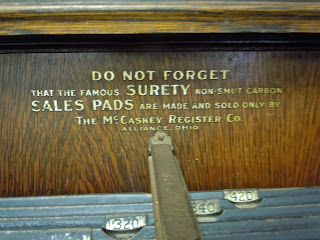 DO NOT FORGET
THAT THE FAMOUS SURETY NON-SMUT CARBON
SALES PADS ARE MADE AND SOLD ONLY BY
THE MCCASKEY REGISTER CO.
ALLIANCE, OHIO
420
340
320